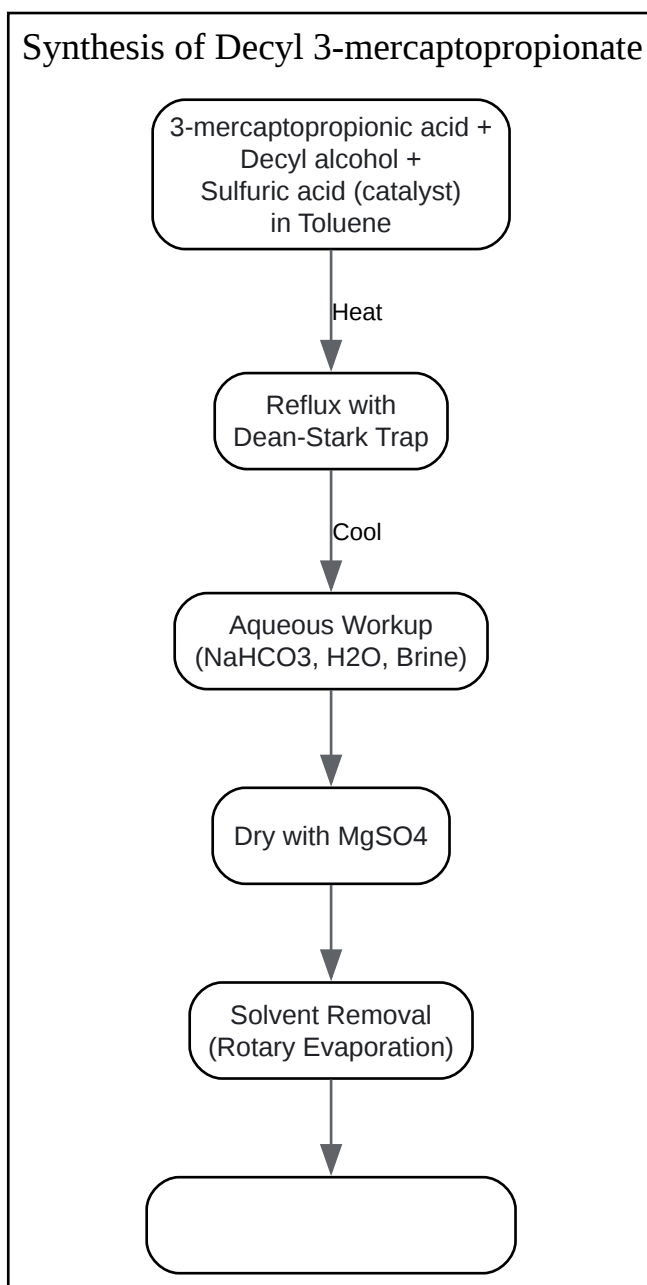 Synthesis of Decyl 3-mercaptopropionate
3-mercaptopropionic acid +
Decyl alcohol +
Sulfuric acid (catalyst)
in Toluene
Heat
Reflux with
Dean-Stark Trap
Cool
Aqueous Workup
(NaHCO3, H2O, Brine)
Dry with MgSO4
Solvent Removal
(Rotary Evaporation)